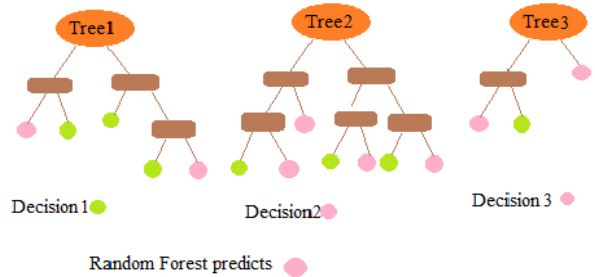 Tree1
Tree2
Tree3
Decision 1
Decision2
Decision 3
Random Forest predicts